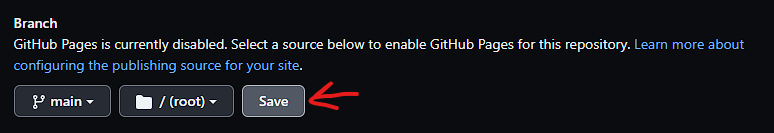 Branch
GitHub Pages is currently disabled. Select a source below to enable GitHub Pages for this repository. Learn more about
configuring the publishing source for your site.
main / (root) Save